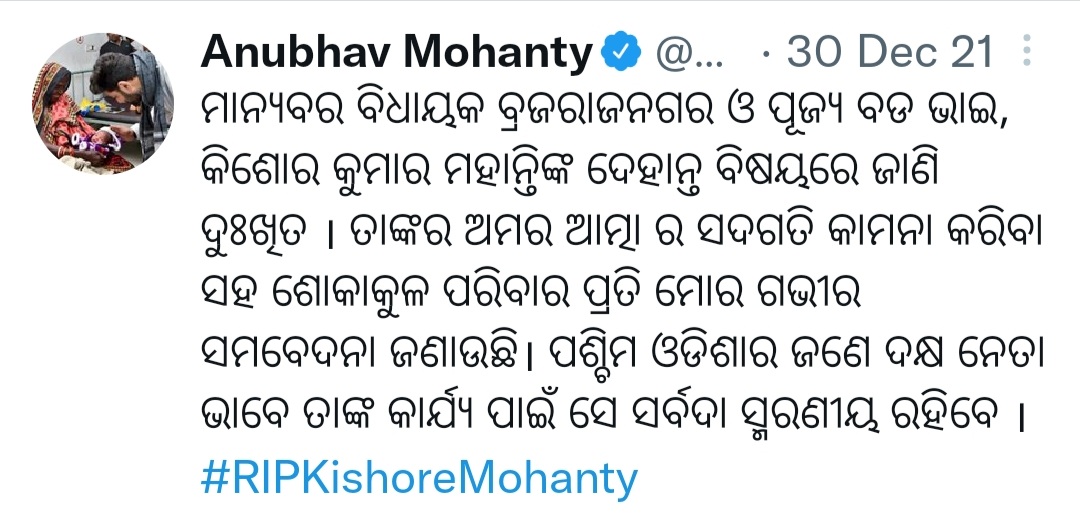 Anubhav Mohanty @... · 30 Dec 21
ମାନ୍ୟବର ବିଧାୟକ ବ୍ରଜରାଜନଗର ଓ ପୂଜ୍ୟ ବଡ ଭାଇ,
କିଶୋର କୁମାର ମହାନ୍ତିଙ୍କ ଦେହାନ୍ତ ବିଷୟରେ ଜାଣି
ଦୁଃଖିତ । ତାଙ୍କର ଅମର ଆତ୍ମା ର ସଦଗତି କାମନା କରିବା
ସହ ଶୋକାକୁଳ ପରିବାର ପ୍ରତି ମୋର ଗଭୀର
ସମବେଦନା ଜଣାଉଛି। ପଶ୍ଚିମ ଓଡିଶାର ଜଣେ ଦକ୍ଷ ନେତା
ଭାବେ ତାଙ୍କ କାର୍ଯ୍ୟ ପାଇଁ ସେ ସର୍ବଦା ସ୍ମରଣୀୟ ରହିବେ ।
#RIPKishoreMohanty